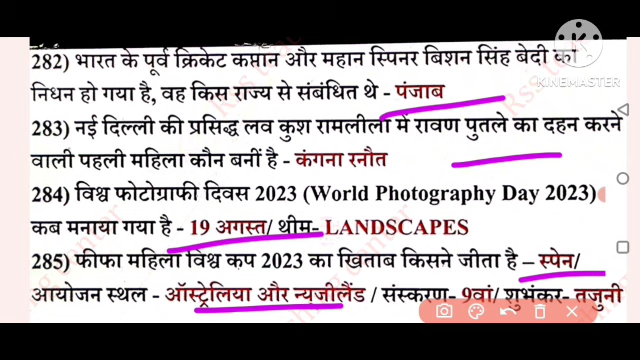 282) भारत के पूर्व क्रिकेट कप्तान और महान स्पिनर बिशन सिंह बेदी का
निधन हो गया है, वह किस राज्य से संबंधित थे - पंजाब
283) नई दिल्ली की प्रसिद्ध लव कुश रामलीला में रावण पुतले का दहन करने
वाली पहली महिला कौन बनीं है - कंगना रनौत
284) विश्व फोटोग्राफी दिवस 2023 (World Photography Day 2023)
कब मनाया गया है - 19 अगस्त/ थीम- LANDSCAPES
285) फीफा महिला विश्व कप 2023 का खिताब किसने जीता है – स्पेन/
आयोजन स्थल - ऑस्ट्रेलिया और न्यूजीलैंड / संस्करण- 9वां/ शुभंकर- तजुनी
KINEMASTER